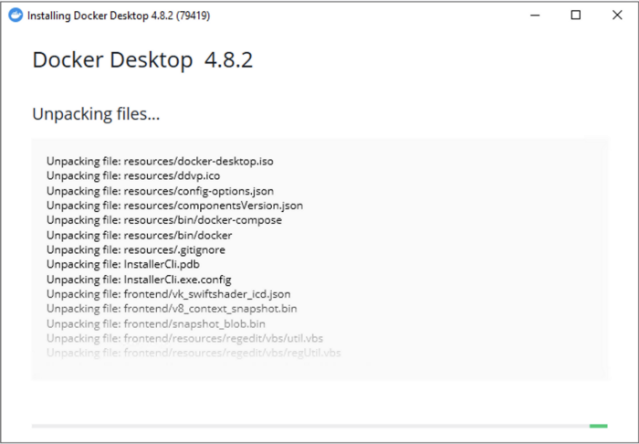 Installing Docker Desktop 4.8.2 (79419)
Docker Desktop 4.8.2
Unpacking files...
Unpacking file: resources/docker-desktop.iso
Unpacking file: resources/ddvp.ico
Unpacking file: resources/config-options.json
Unpacking file: resources/componentsVersion.json
Unpacking file: resources/bin/docker-compose
Unpacking file: resources/bin/docker
Unpacking file: resources/.gitignore
Unpacking file: InstallerCli.pdb
Unpacking file: InstallerCli.exe.config
Unpacking file: frontend/vk_swiftshader_icd.json
Unpacking file: frontend/v8_context_snapshot.bin
Unpacking file: frontend/snapshot_blob.bin
Unpacking file: frontend/resources/regedit/vbs/util.vbs
Unpacking file: frontend/resources/regedit/vbs/regUtil.vbs